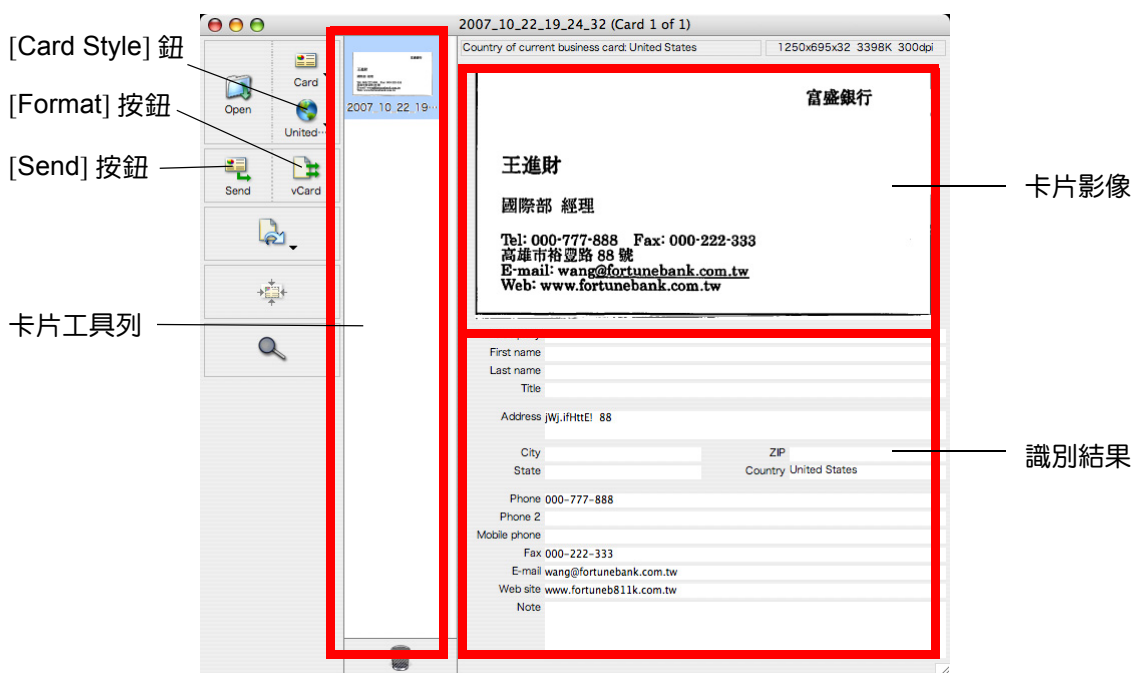 2007_10_22_19_24_32 (Card 1 of 1)
[Card Style] 鈕
[Format] 按鈕
[Send] 按鈕
卡片工具列
Open
Card
United...
Send
vCard
2007_10_22_19...
Country of current business card: United States
1250x695x32 3398K 300dpi
富盛銀行
王進財
國際部 經理
Tel: 000-777-888 Fax: 000-222-333
高雄市裕豐路 88 號
E-mail: wang@fortunebank.com.tw
Web: www.fortunebank.com.tw
卡片影像
First name
Last name
Title
Address jWj.ifHttE! 88
City ZIP
State Country United States
識別結果
Phone 000-777-888
Phone 2
Mobile phone
Fax 000-222-333
E-mail wang@fortunebank.com.tw
Web site www.fortuneb811k.com.tw
Note